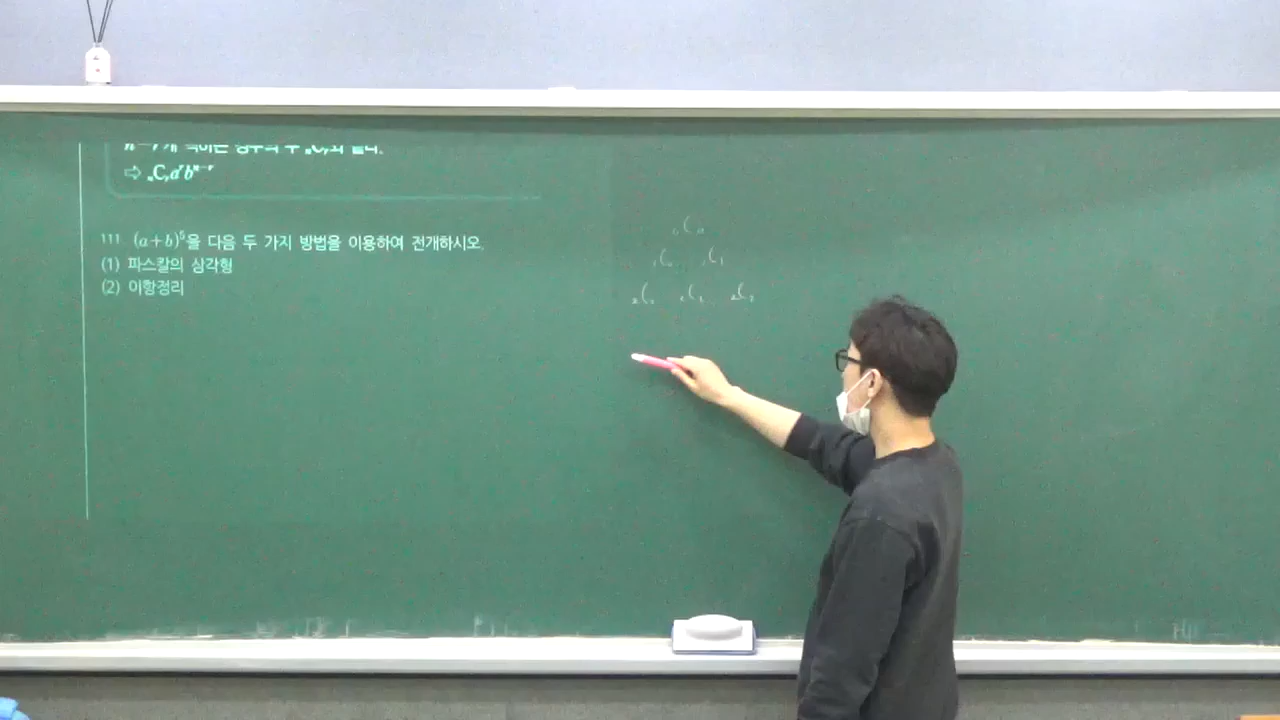 ⇨ ₙCᵣaʳbⁿ⁻ʳ
111 (a+b)⁵을 다음 두 가지 방법을 이용하여 전개하시오.
(1) 파스칼의 삼각형
(2) 이항정리
₀C₀
₁C₀ ₁C₁
₂C₀ ₂C₁ ₂C₂